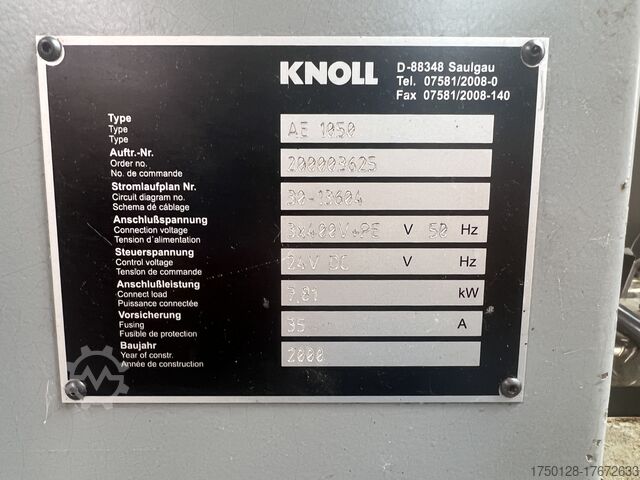 KNOLL
D-88348 Saulgau
Tel. 07581/2008-0
Fax 07581/2008-140
Type
Type
Type
AE 1050
Auftr.-Nr.
Order no.
No. de commande
200003625
Stromlaufplan Nr.
Circuit diagram no.
Schema de câblage
30-13604
Anschlußspannung
Connection voltage
Tension d'alimentation
3x400V+PE V 50 Hz
Steuerspannung
Control voltage
Tension de commande
24V DC V Hz
Anschlußleistung
Connect load
Puissance connectée
7,01 kW
Vorsicherung
Fusing
Fusible de protection
35 A
Baujahr
Year of constr.
Année de construction
2000
1750128-17672633